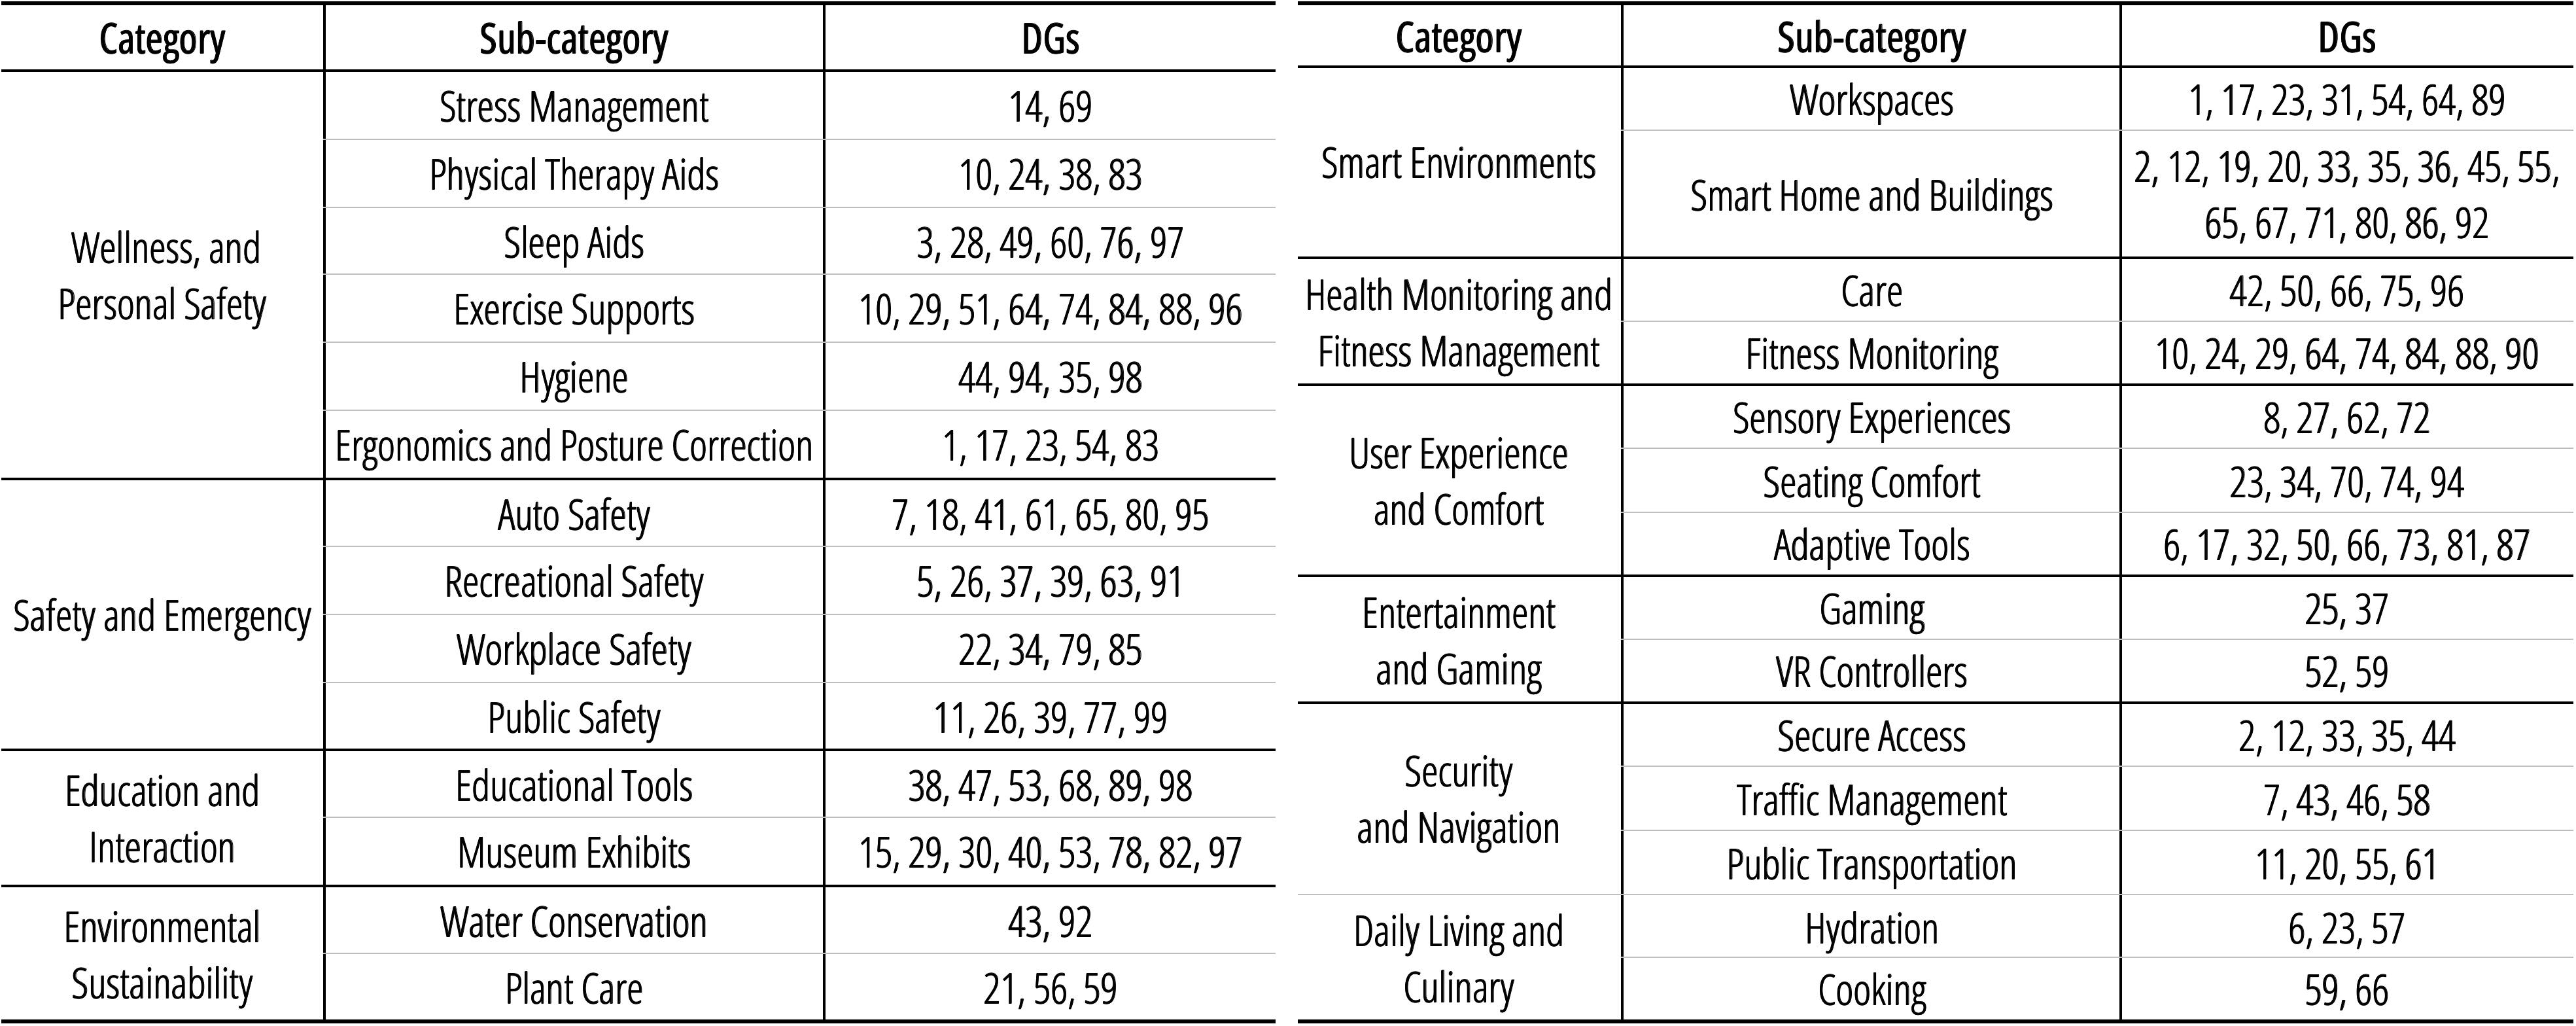 Category Sub-category DGs
Wellness, and
Personal Safety
Stress Management 14, 69
Physical Therapy Aids 10, 24, 38, 83
Sleep Aids 3, 28, 49, 60, 76, 97
Exercise Supports 10, 29, 51, 64, 74, 84, 88, 96
Hygiene 44, 94, 35, 98
Ergonomics and Posture Correction 1, 17, 23, 54, 83
Safety and Emergency
Auto Safety 7, 18, 41, 61, 65, 80, 95
Recreational Safety 5, 26, 37, 39, 63, 91
Workplace Safety 22, 34, 79, 85
Public Safety 11, 26, 39, 77, 99
Education and
Interaction
Educational Tools 38, 47, 53, 68, 89, 98
Museum Exhibits 15, 29, 30, 40, 53, 78, 82, 97
Environmental
Sustainability
Water Conservation 43, 92
Plant Care 21, 56, 59
Category Sub-category DGs
Smart Environments
Workspaces 1, 17, 23, 31, 54, 64, 89
Smart Home and Buildings 2, 12, 19, 20, 33, 35, 36, 45, 55,
65, 67, 71, 80, 86, 92
Health Monitoring and
Fitness Management
Care 42, 50, 66, 75, 96
Fitness Monitoring 10, 24, 29, 64, 74, 84, 88, 90
User Experience
and Comfort
Sensory Experiences 8, 27, 62, 72
Seating Comfort 23, 34, 70, 74, 94
Adaptive Tools 6, 17, 32, 50, 66, 73, 81, 87
Entertainment
and Gaming
Gaming 25, 37
VR Controllers 52, 59
Security
and Navigation
Secure Access 2, 12, 33, 35, 44
Traffic Management 7, 43, 46, 58
Public Transportation 11, 20, 55, 61
Daily Living and
Culinary
Hydration 6, 23, 57
Cooking 59, 66